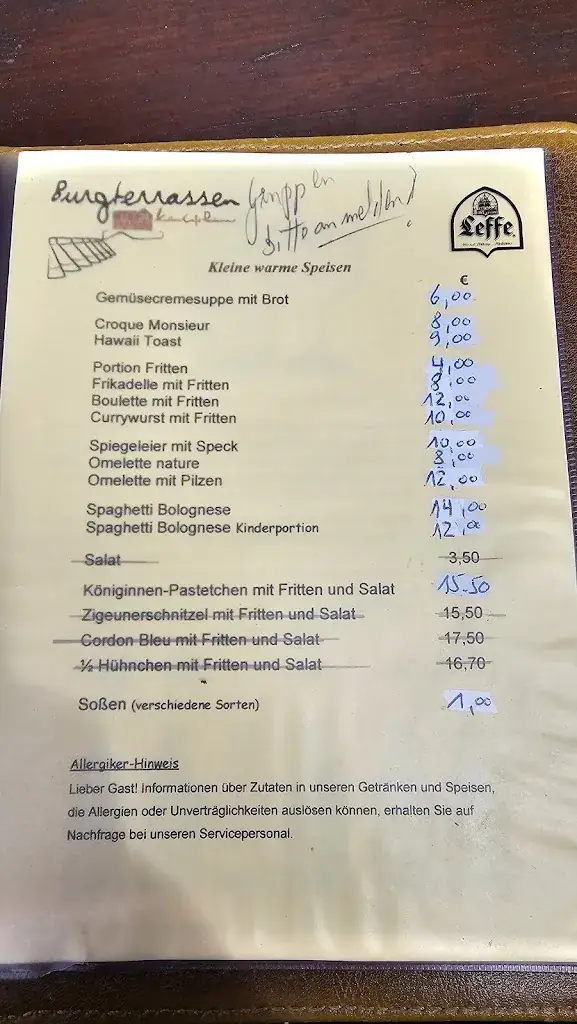 Burgterrassen
Gruppen
Bitte anmelden!
Leffe
Kleine warme Speisen
€
Gemüsecremesuppe mit Brot 6,00
Croque Monsieur 8,00
Hawaii Toast 9,00
Portion Fritten 4,00
Frikadelle mit Fritten 8,00
Boulette mit Fritten 12,00
Currywurst mit Fritten 10,00
Spiegeleier mit Speck 10,00
Omelette nature 8,00
Omelette mit Pilzen 12,00
Spaghetti Bolognese 14,00
Spaghetti Bolognese Kinderportion 12,00
Salat 3,50
Königinnen-Pastetchen mit Fritten und Salat 15.50
Zigeunerschnitzel mit Fritten und Salat 15,50
Cordon Bleu mit Fritten und Salat 17,50
½ Hühnchen mit Fritten und Salat 16,70
Soßen (verschiedene Sorten) 1,00
Allergiker-Hinweis
Lieber Gast! Informationen über Zutaten in unseren Getränken und Speisen,
die Allergien oder Unverträglichkeiten auslösen können, erhalten Sie auf
Nachfrage bei unseren Servicepersonal.